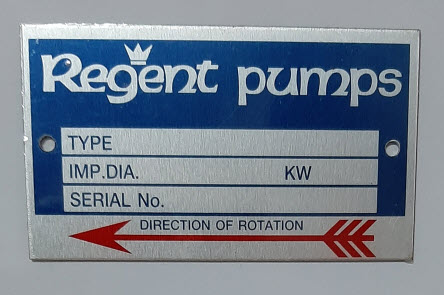 Regent pumps
TYPE
IMP.DIA. KW
SERIAL No.
DIRECTION OF ROTATION